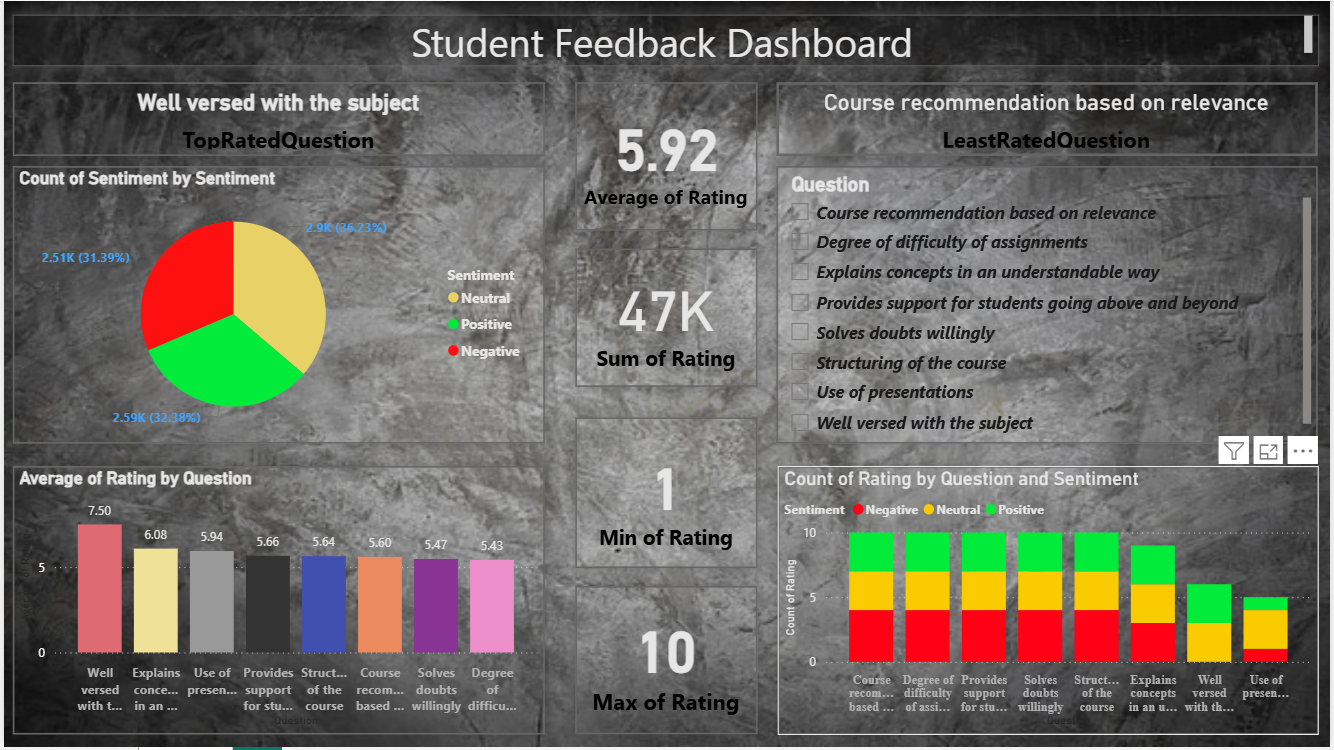 Student Feedback Dashboard
Well versed with the subject
TopRatedQuestion
5.92
Average of Rating
Course recommendation based on relevance
LeastRatedQuestion
Count of Sentiment by Sentiment
2.9K (36.23%)
2.51K (31.39%)
2.59K (32.38%)
Sentiment
Neutral
Positive
Negative
47K
Sum of Rating
Question
Course recommendation based on relevance
Degree of difficulty of assignments
Explains concepts in an understandable way
Provides support for students going above and beyond
Solves doubts willingly
Structuring of the course
Use of presentations
Well versed with the subject
1
Min of Rating
10
Max of Rating
Average of Rating by Question
7.50
6.08
5.94
5.66
5.64
5.60
5.47
5.43
5
0
Well
versed
with t...
Explains
conce...
in an ...
Use of
presen...
Provides
support
for stu...
Struct...
of the
course
Course
recom...
based ...
Solves
doubts
willingly
Degree
of
difficu...
Question
Count of Rating by Question and Sentiment
Sentiment
Negative
Neutral
Positive
Count of Rating
10
5
0
Course
recom...
based ...
Degree of
difficulty
of assi...
Provides
support
for stu...
Solves
doubts
willingly
Struct...
of the
course
Explains
concepts
in an u...
Well
versed
with th...
Use of
presen...